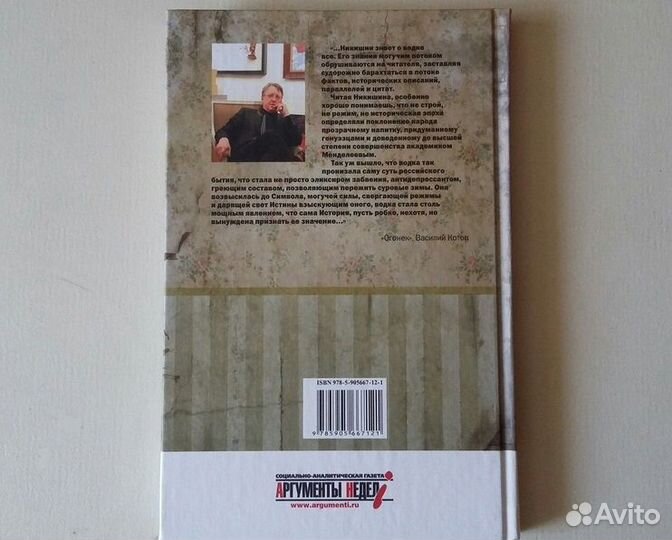 «...Никишин знает о водке
все. Его знания могучим потоком
обрушиваются на читателя, заставляя
судорожно барахтаться в потоке
фактов, исторических описаний,
параллелей и цитат.
Читая Никишина, особенно
хорошо понимаешь, что не строй,
не режим, не историческая эпоха
определяли поклонение народа
прозрачному напитку, придуманному
генуэзцами и доведенному до высшей
степени совершенства академиком
Менделеевым.
Так уж вышло, что водка так
пронизала саму суть российского
бытия, что стала не просто эликсиром забвения, антидепрессантом,
греющим составом, позволяющим пережить суровые зимы. Она
возвысилась до Символа, могучей силы, свергающей режимы
и дарящей свет Истины взыскующим оного, водка стала столь
мощным явлением, что сама История, пусть робко, нехотя, но
вынуждена признать ее значение...»
«Огонек», Василий Котов
ISBN 978-5-905667-12-1
9 785905 667121
СОЦИАЛЬНО-АНАЛИТИЧЕСКАЯ ГАЗЕТА
АРГУМЕНТЫ НЕДЕЛi
www.argumenti.ru
Avito